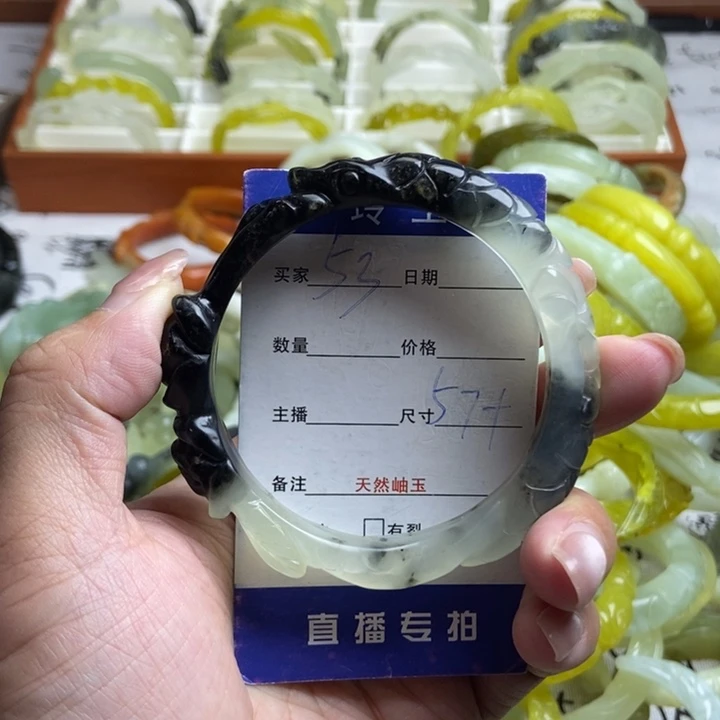 买家 53 日期
数量 价格
主播 尺寸 57+
备注 天然岫玉
□有裂
直播专拍